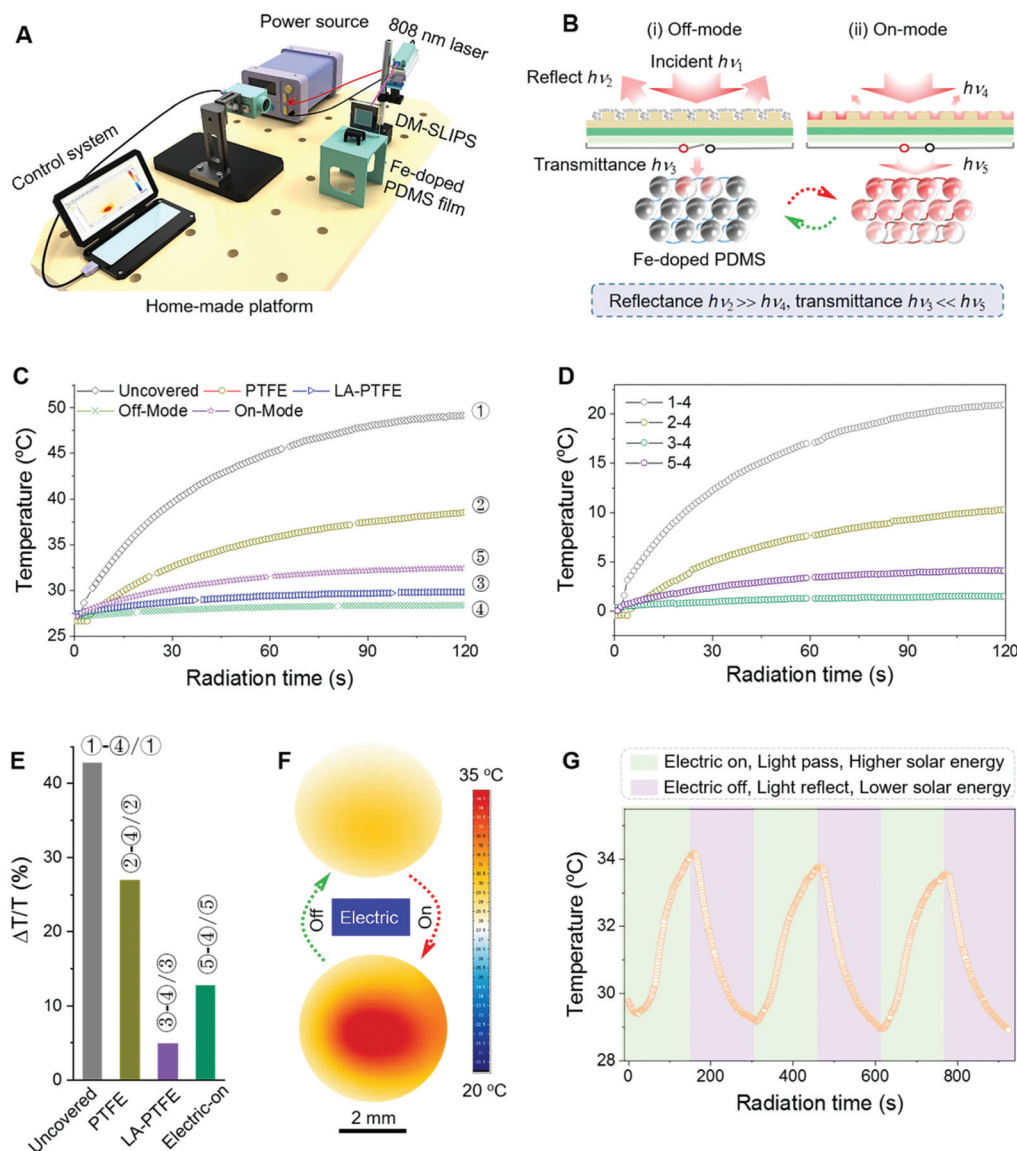 A
Power source
808 nm laser
Control system
DM-SLIPS
Fe-doped
PDMS film
Home-made platform
B
(i) Off-mode
(ii) On-mode
Incident hν₁
Reflect hν₂
hν₄
Transmittance
hν₃
hν₅
Fe-doped PDMS
Reflectance hν₂ >> hν₄, transmittance hν₃ << hν₅
C
Uncovered PTFE LA-PTFE
Off-Mode On-Mode
Temperature (ºC)
50
45
40
35
30
25
①
②
⑤
③
④
0 30 60 90 120
Radiation time (s)
D
1-4
2-4
3-4
5-4
Temperature (ºC)
20
15
10
5
0
0 30 60 90 120
Radiation time (s)
E
ΔT/T (%)
40
30
20
10
0
①-④/①
②-④/②
③-④/③
⑤-④/⑤
Uncovered
PTFE
LA-PTFE
Electric-on
F
35 ºC
Off
Electric
On
20 ºC
2 mm
G
Electric on, Light pass, Higher solar energy
Electric off, Light reflect, Lower solar energy
Temperature (ºC)
34
32
30
28
0 200 400 600 800
Radiation time (s)